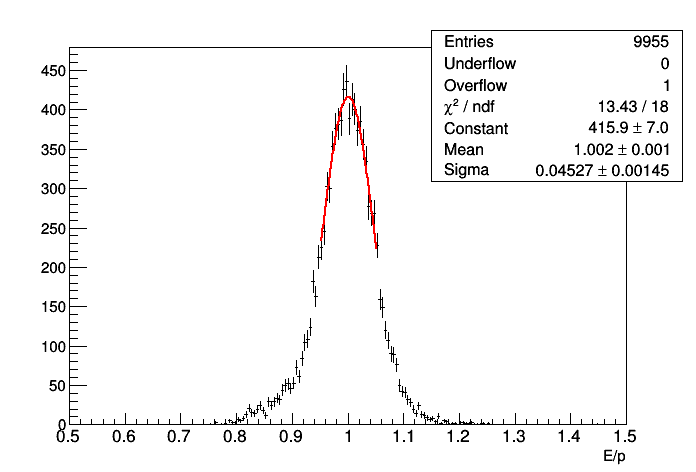 Entries 9955
Underflow 0
Overflow 1
χ² / ndf 13.43 / 18
Constant 415.9 ± 7.0
Mean 1.002 ± 0.001
Sigma 0.04527 ± 0.00145
450
400
350
300
250
200
150
100
50
0
0.5 0.6 0.7 0.8 0.9 1 1.1 1.2 1.3 1.4 1.5
E/p